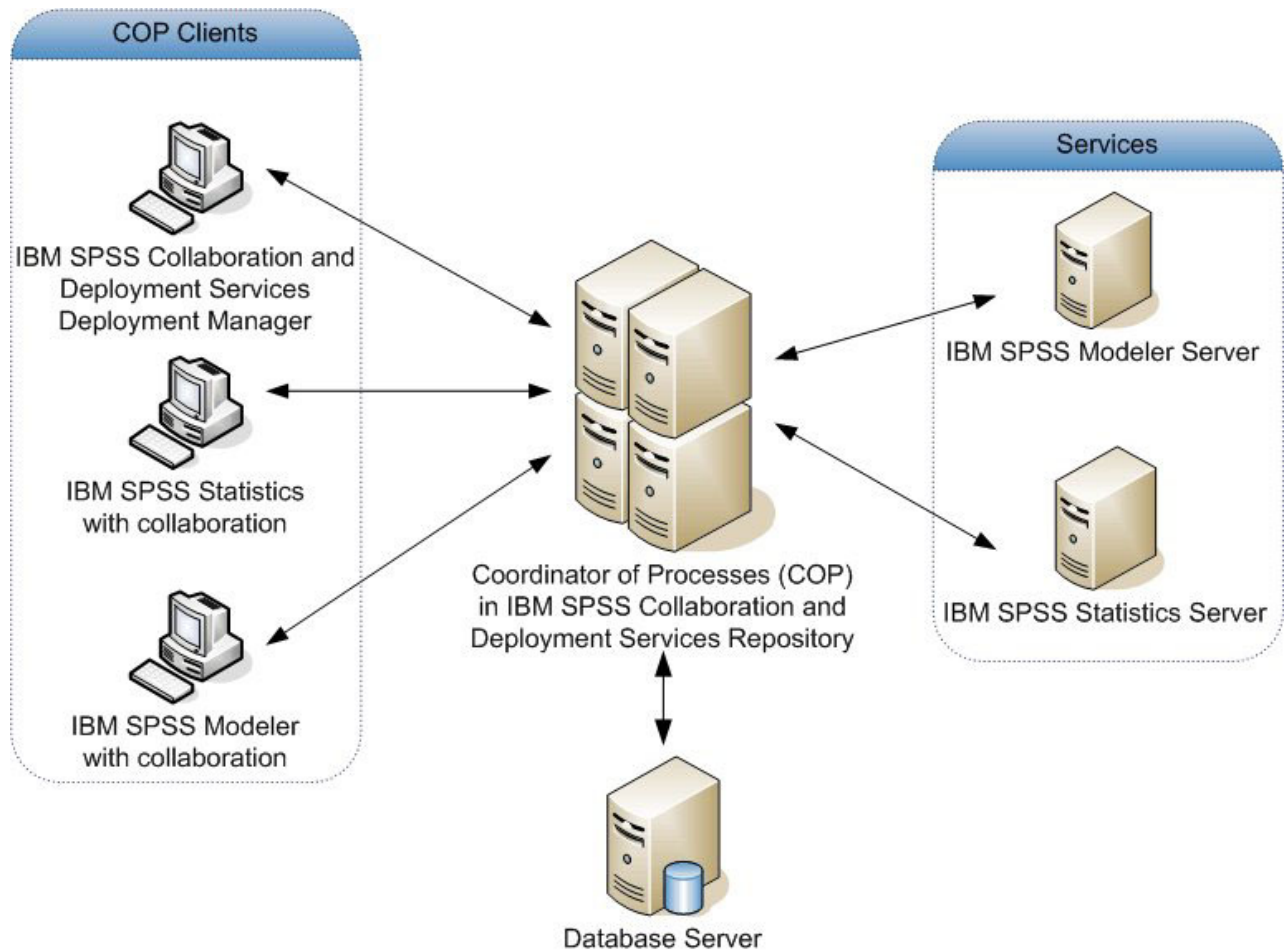 COP Clients
IBM SPSS Collaboration and
Deployment Services
Deployment Manager
IBM SPSS Statistics
with collaboration
IBM SPSS Modeler
with collaboration
Coordinator of Processes (COP)
in IBM SPSS Collaboration and
Deployment Services Repository
Database Server
Services
IBM SPSS Modeler Server
IBM SPSS Statistics Server